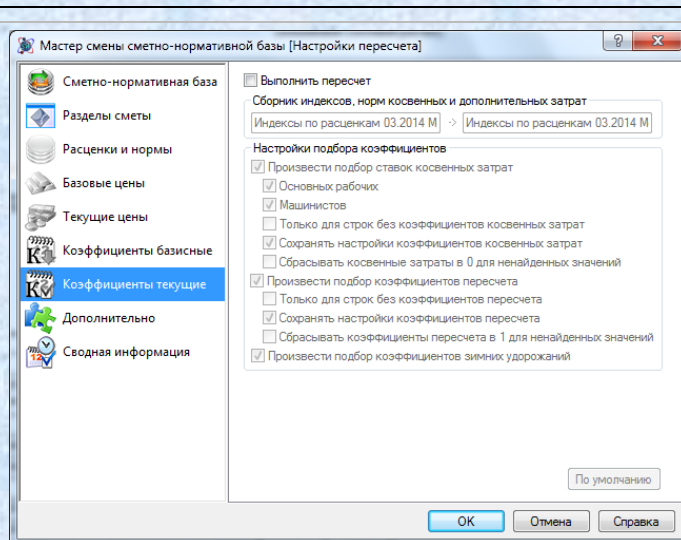 Мастер смены сметно-нормативной базы [Настройки пересчета]
Сметно-нормативная база
Разделы сметы
Расценки и нормы
Базовые цены
Текущие цены
Коэффициенты базисные
Коэффициенты текущие
Дополнительно
Сводная информация
Выполнить пересчет
Сборник индексов, норм косвенных и дополнительных затрат
Индексы по расценкам 03.2014 М -> Индексы по расценкам 03.2014 М
Настройки подбора коэффициентов
Произвести подбор ставок косвенных затрат
Основных рабочих
Машинистов
Только для строк без коэффициентов косвенных затрат
Сохранять настройки коэффициентов косвенных затрат
Сбрасывать косвенные затраты в 0 для ненайденных значений
Произвести подбор коэффициентов пересчета
Только для строк без коэффициентов пересчета
Сохранять настройки коэффициентов пересчета
Сбрасывать коэффициенты пересчета в 1 для ненайденных значений
Произвести подбор коэффициентов зимних удорожаний
По умолчанию
OK Отмена Справка